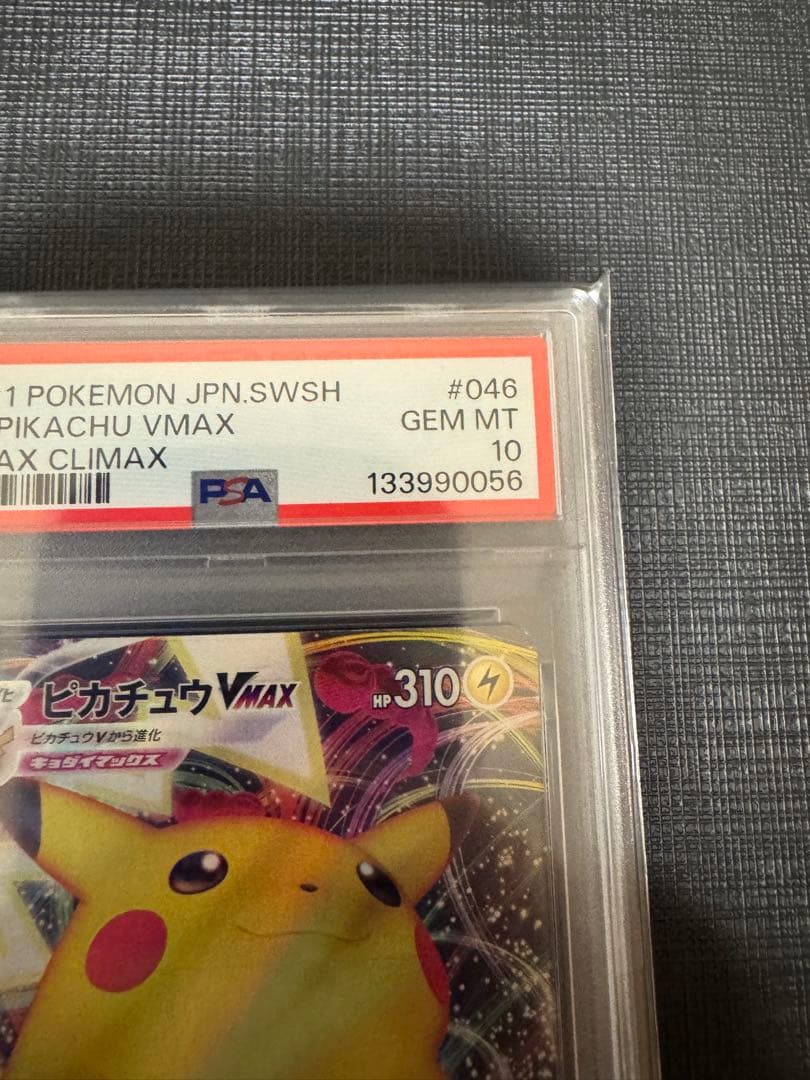 1 POKEMON JPN.SWSH #046
PIKACHU VMAX GEM MT
AX CLIMAX 10
PSA 133990056
ピカチュウVMAX HP310
ピカチュウVから進化
キョダイマックス